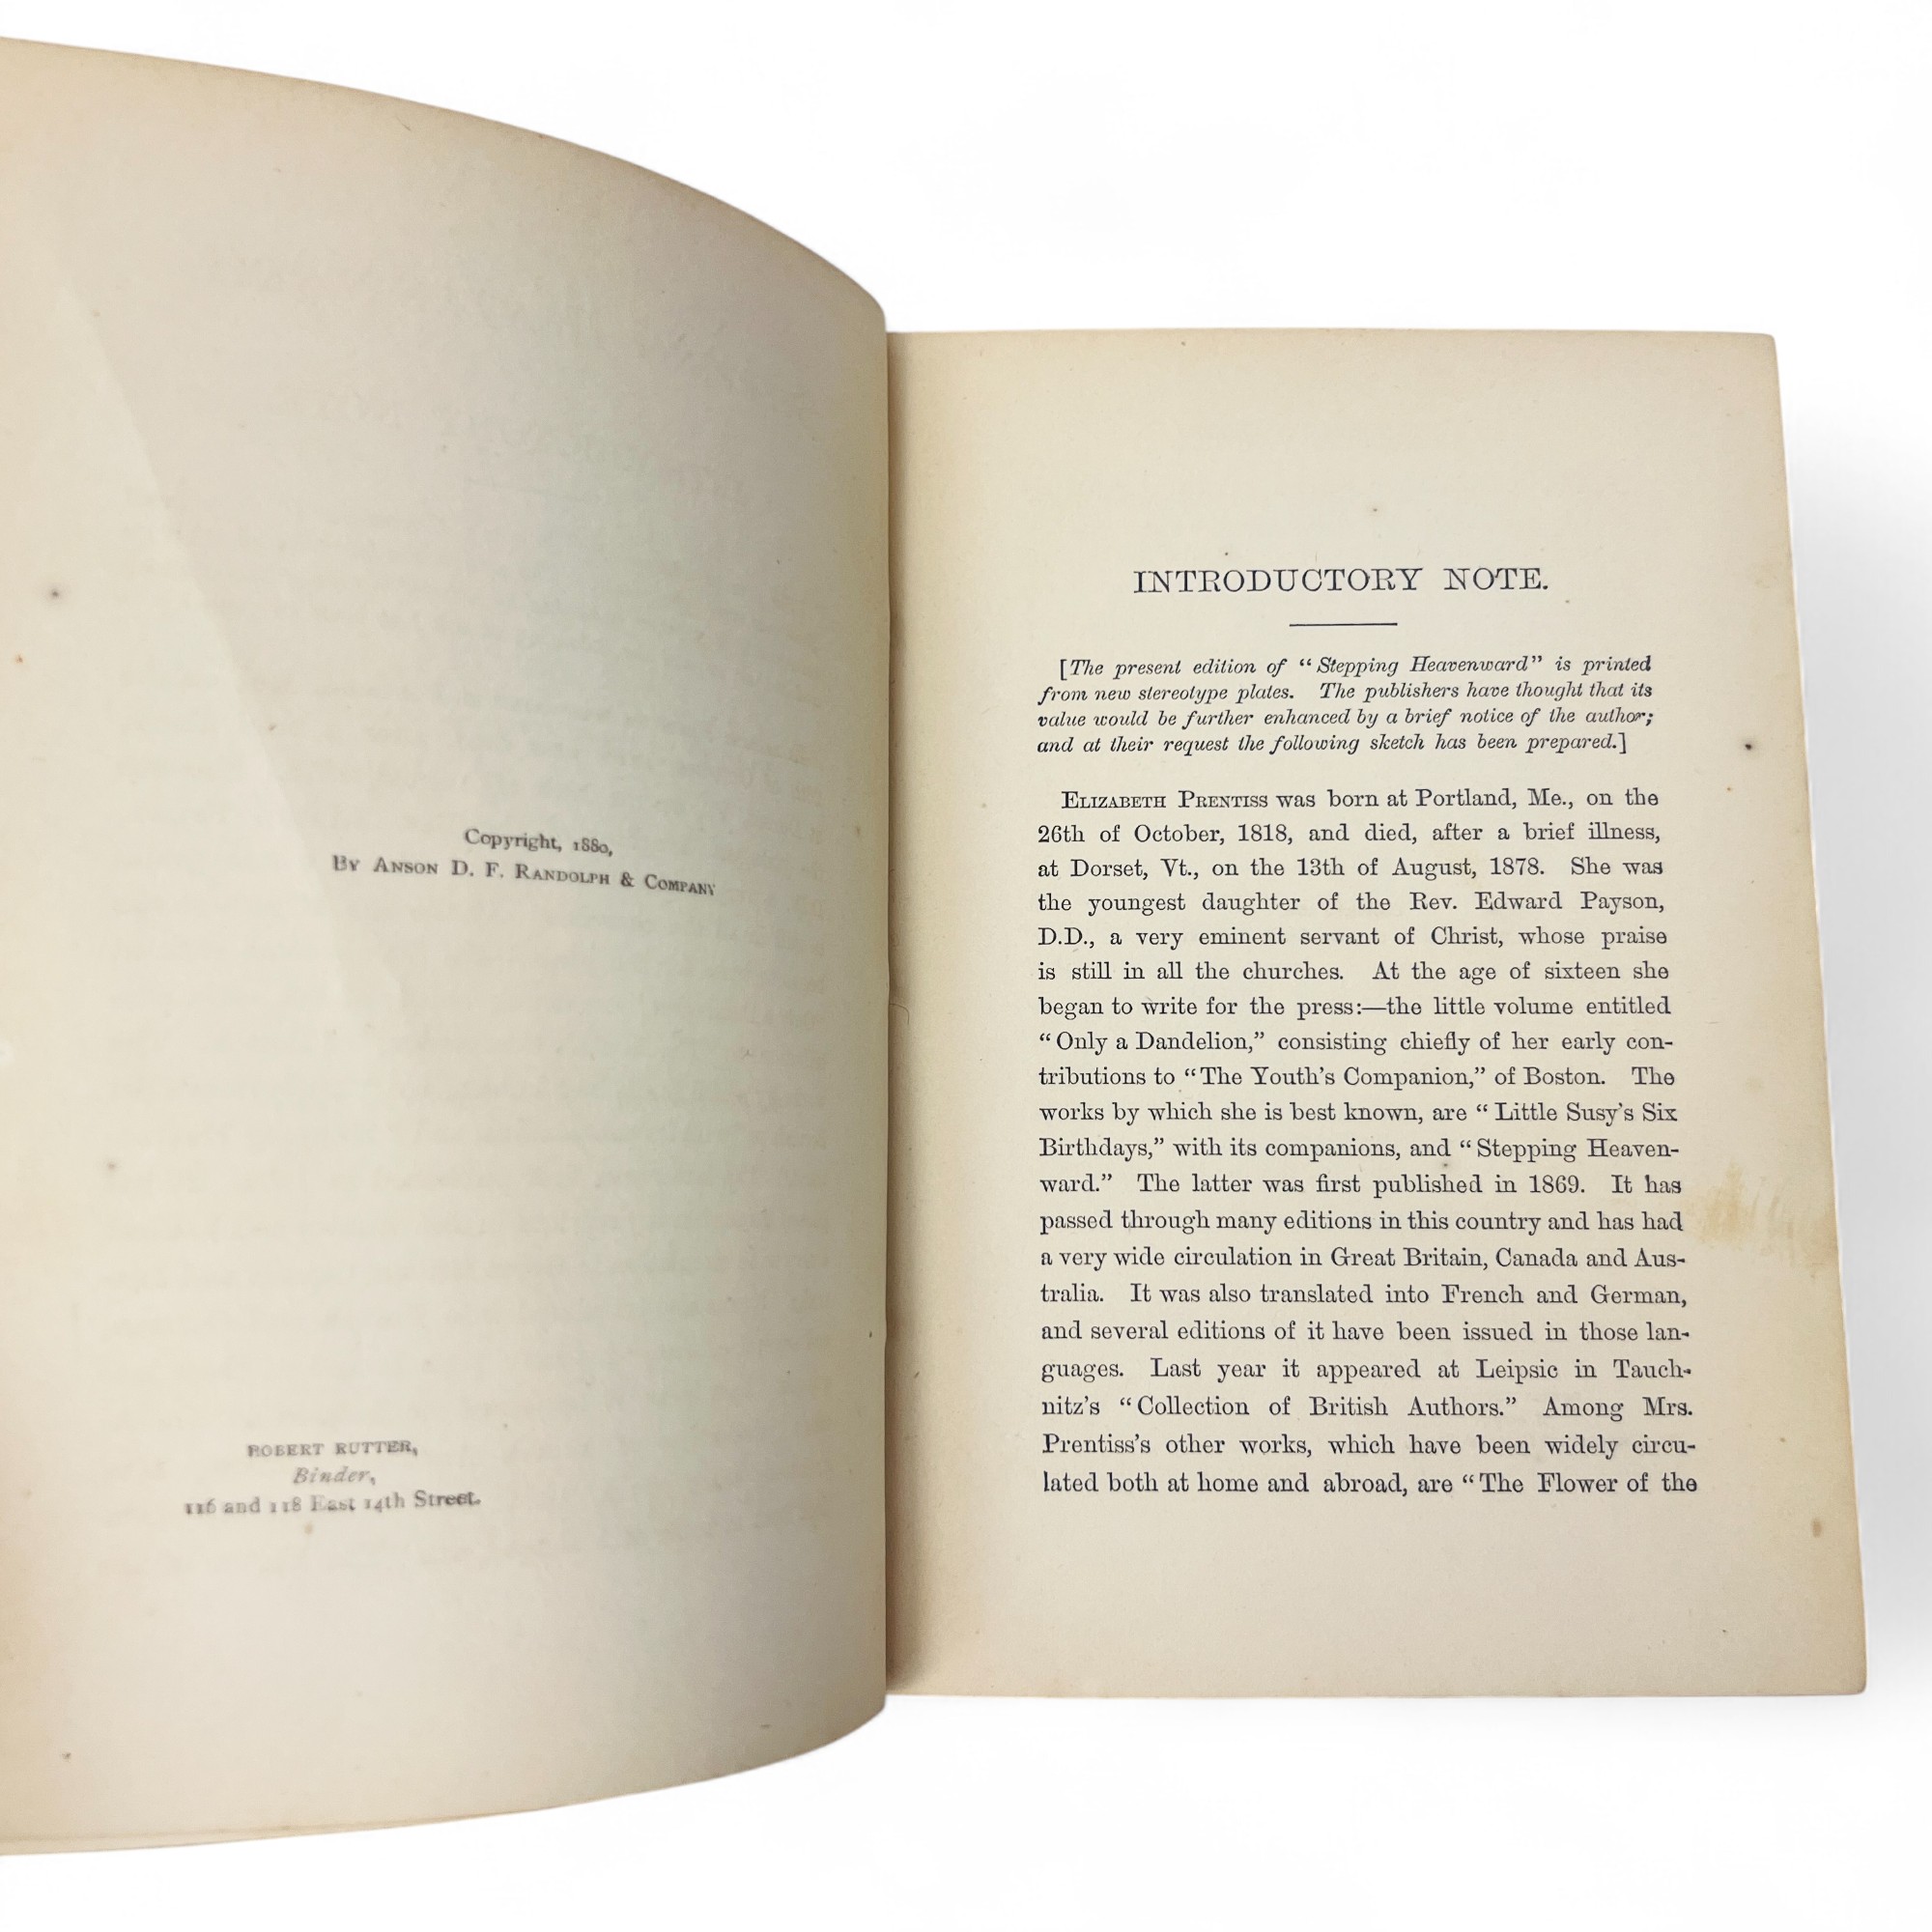 Copyright, 1880,
By Anson D. F. Randolph & Company
ROBERT RUTTER,
Binder,
116 and 118 East 14th Street.
INTRODUCTORY NOTE.
[The present edition of “Stepping Heavenward” is printed
from new stereotype plates. The publishers have thought that its
value would be further enhanced by a brief notice of the author;
and at their request the following sketch has been prepared.]
Elizabeth Prentiss was born at Portland, Me., on the
26th of October, 1818, and died, after a brief illness,
at Dorset, Vt., on the 13th of August, 1878. She was
the youngest daughter of the Rev. Edward Payson,
D.D., a very eminent servant of Christ, whose praise
is still in all the churches. At the age of sixteen she
began to write for the press:—the little volume entitled
“Only a Dandelion,” consisting chiefly of her early con-
tributions to “The Youth's Companion,” of Boston. The
works by which she is best known, are “Little Susy's Six
Birthdays,” with its companions, and “Stepping Heaven-
ward.” The latter was first published in 1869. It has
passed through many editions in this country and has had
a very wide circulation in Great Britain, Canada and Aus-
tralia. It was also translated into French and German,
and several editions of it have been issued in those lan-
guages. Last year it appeared at Leipsic in Tauch-
nitz's “Collection of British Authors.” Among Mrs.
Prentiss's other works, which have been widely circu-
lated both at home and abroad, are “The Flower of the